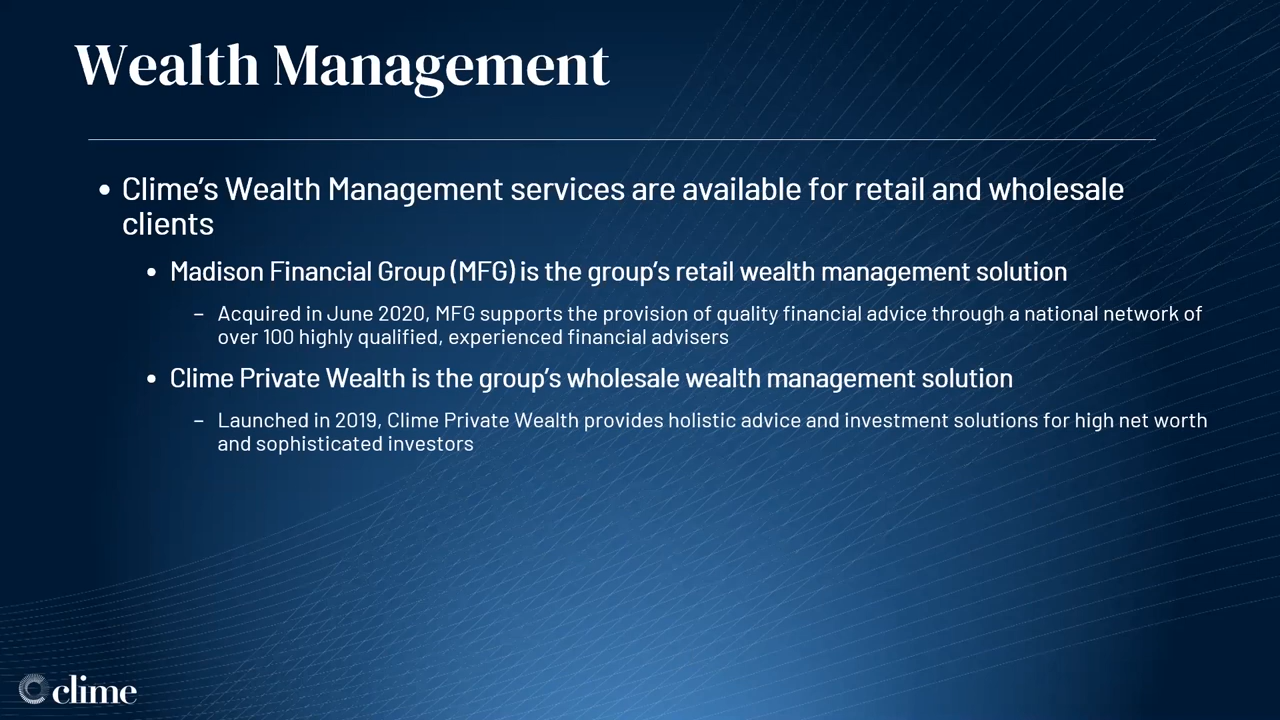 Wealth Management
• Clime’s Wealth Management services are available for retail and wholesale
clients
• Madison Financial Group (MFG) is the group’s retail wealth management solution
– Acquired in June 2020, MFG supports the provision of quality financial advice through a national network of
over 100 highly qualified, experienced financial advisers
• Clime Private Wealth is the group’s wholesale wealth management solution
– Launched in 2019, Clime Private Wealth provides holistic advice and investment solutions for high net worth
and sophisticated investors
clime